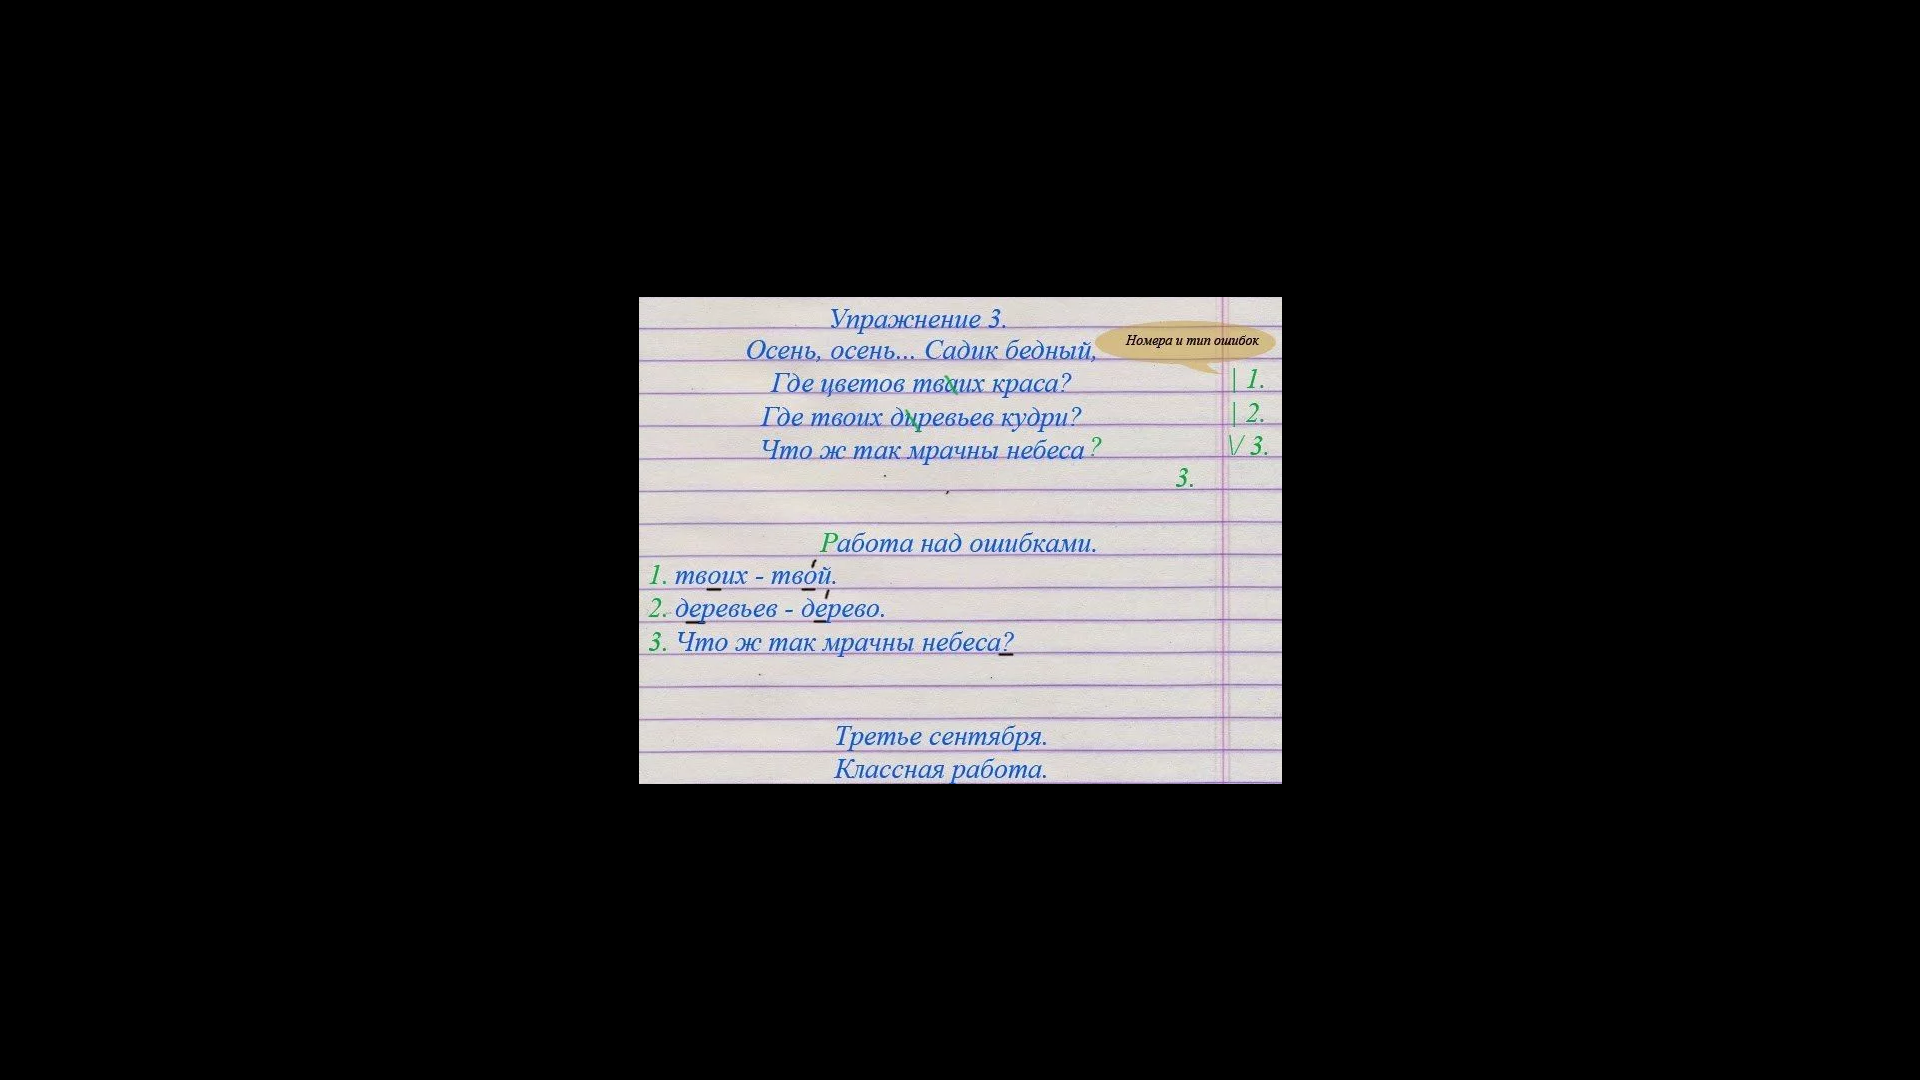 Упражнение 3.
Осень, осень... Садик бедный,
Номера и тип ошибок
Где цветов тваих краса?
| 1.
Где твоих диревьев кудри?
| 2.
Что ж так мрачны небеса?
\/ 3.
3.
Работа над ошибками.
1. твоих - твой.
2. деревьев - дерево.
3. Что ж так мрачны небеса?
Третье сентября.
Классная работа.